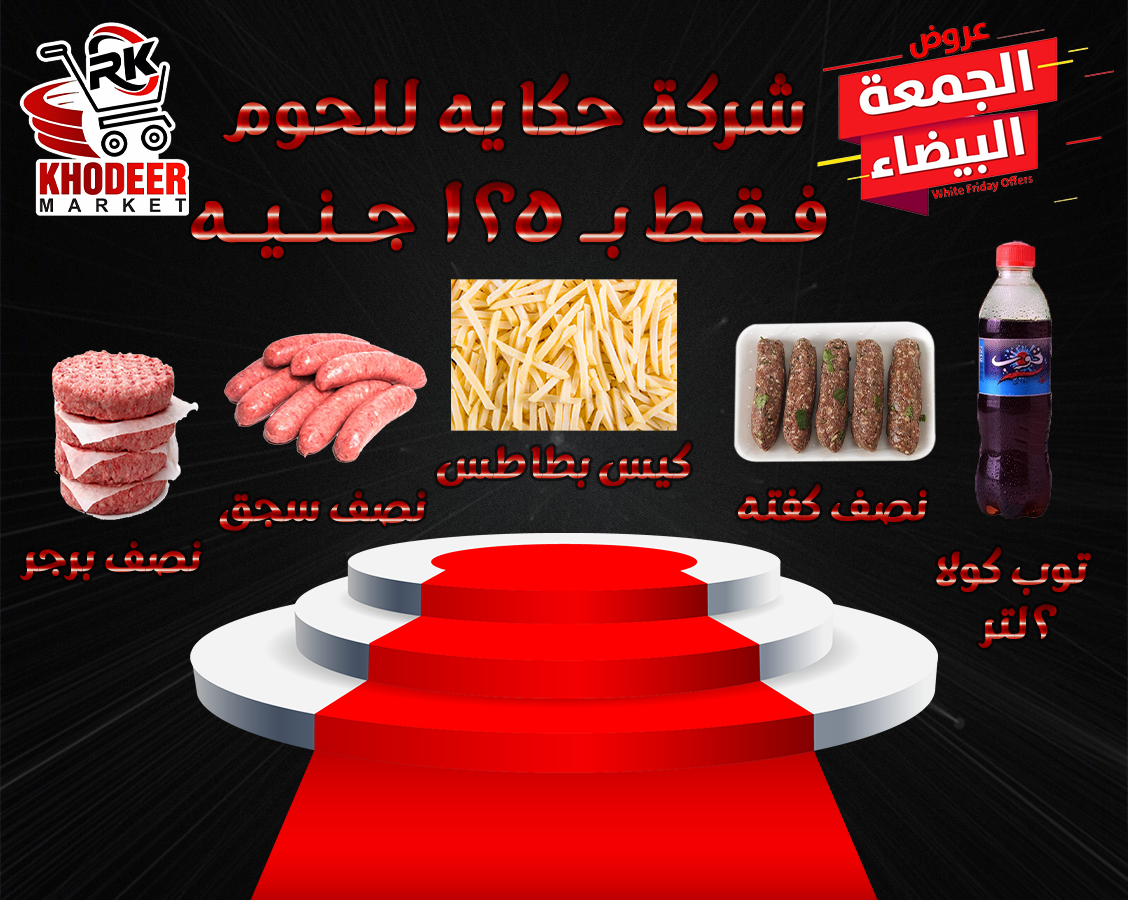 RK
KHODEER
MARKET
عروض
الجمعة
البيضاء
White Friday Offers
شركة حكايه للحوم
فقط بـ ١٢٥ جنيه
توب
نصف برجر
نصف سجق
كيس بطاطس
نصف كفته
توب كولا
٢ لتر